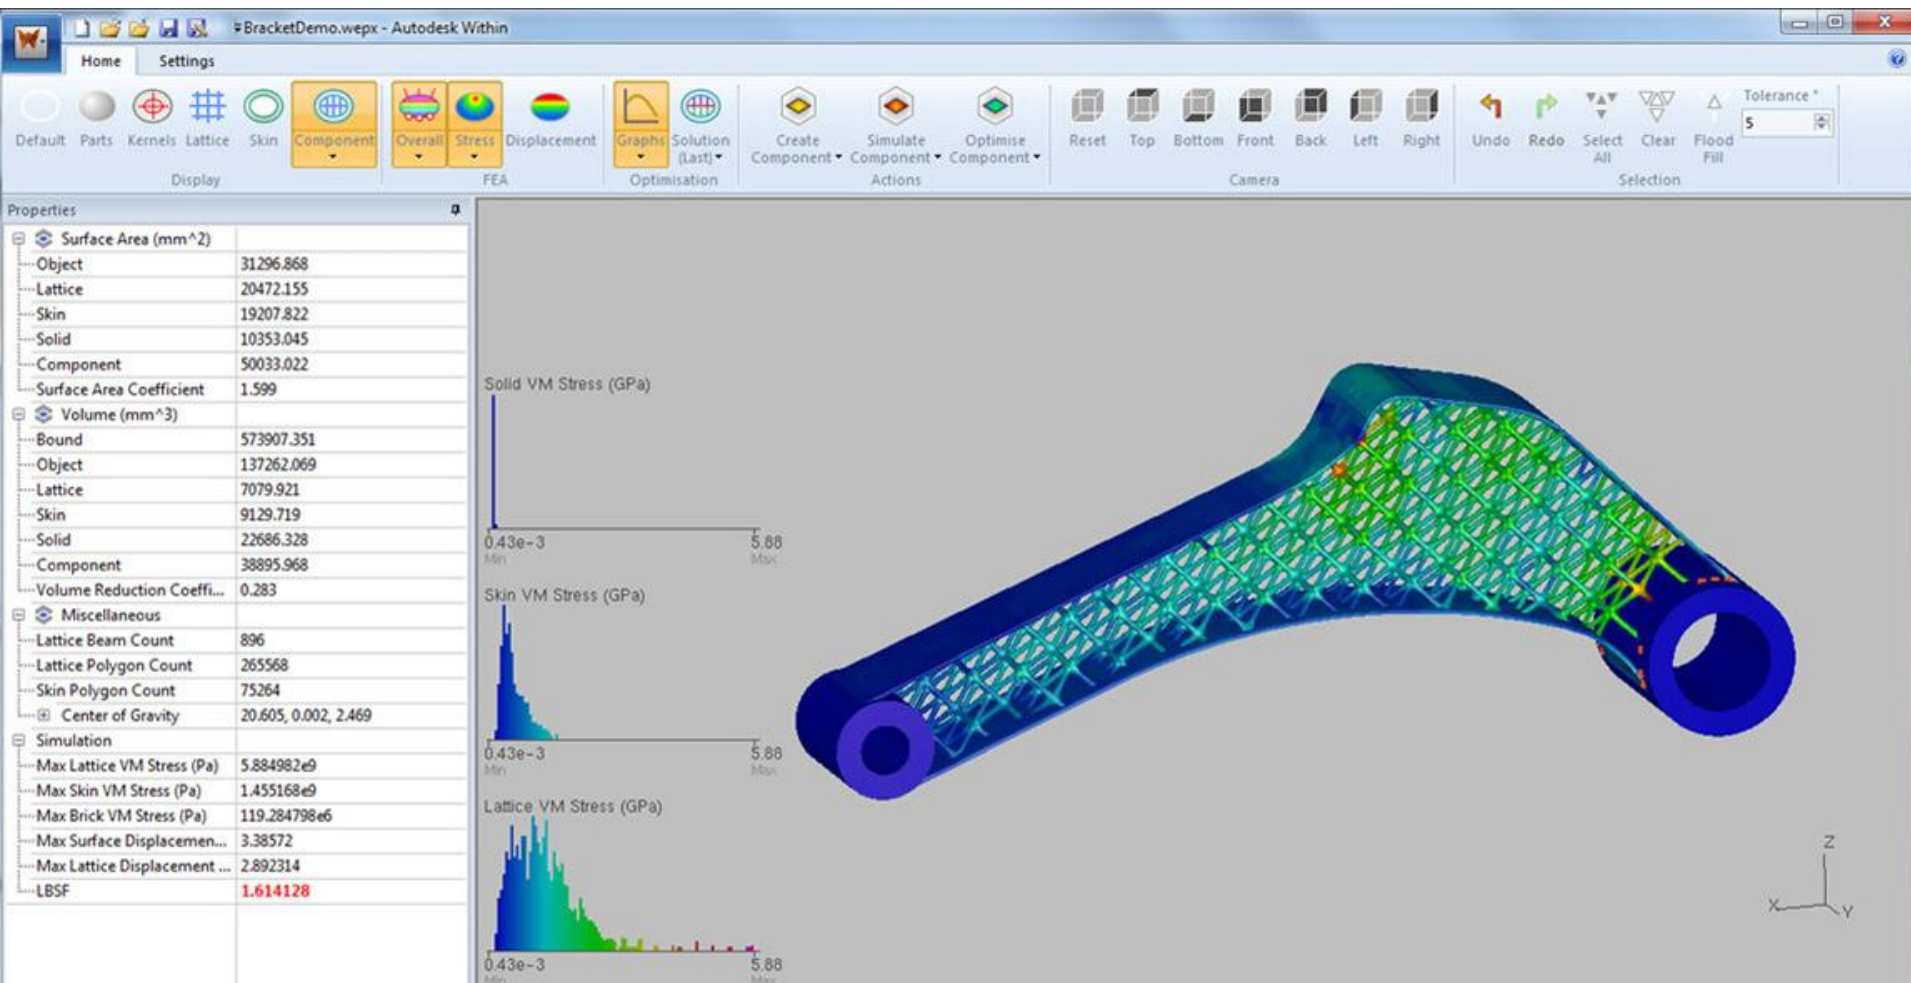 BracketDemo.wepx - Autodesk Within
Home Settings
Default Parts Kernels Lattice Skin Component Overall Stress Displacement Graphs Solution (Last) Create Component Simulate Component Optimise Component Reset Top Bottom Front Back Left Right Undo Redo Select All Clear Flood Fill Tolerance ° 5
Display FEA Optimisation Actions Camera Selection
Properties
Surface Area (mm^2)
Object 31296.868
Lattice 20472.155
Skin 19207.822
Solid 10353.045
Component 50033.022
Surface Area Coefficient 1.599
Volume (mm^3)
Bound 573907.351
Object 137262.069
Lattice 7079.921
Skin 9129.719
Solid 22686.328
Component 38895.968
Volume Reduction Coeffi... 0.283
Miscellaneous
Lattice Beam Count 896
Lattice Polygon Count 265568
Skin Polygon Count 75264
Center of Gravity 20.605, 0.002, 2.469
Simulation
Max Lattice VM Stress (Pa) 5.884982e9
Max Skin VM Stress (Pa) 1.455168e9
Max Brick VM Stress (Pa) 119.284798e6
Max Surface Displacemen... 3.38572
Max Lattice Displacement ... 2.892314
LBSF 1.614128
Solid VM Stress (GPa)
0.43e-3 5.88
Min Max
Skin VM Stress (GPa)
0.43e-3 5.88
Min Max
Lattice VM Stress (GPa)
0.43e-3 5.88
Min Max
Z
X
Y